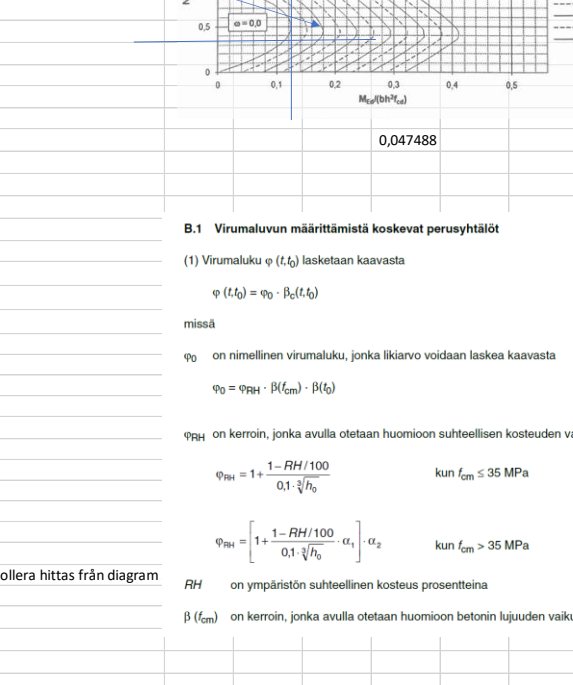 0,5
ω = 0,0
0
0
0,1
0,2
0,3
0,4
0,5
M_Ed/(bh²f_cd)
0,047488
B.1 Virumaluvun määrittämistä koskevat perusyhtälöt
(1) Virumaluku φ (t,t₀) lasketaan kaavasta
φ (t,t₀) = φ₀ · β_c(t,t₀)
missä
φ₀ on nimellinen virumaluku, jonka likiarvo voidaan laskea kaavasta
φ₀ = φ_RH · β(f_cm) · β(t₀)
φ_RH on kerroin, jonka avulla otetaan huomioon suhteellisen kosteuden
φ_RH = 1 + (1 − RH/100)/(0,1 · ∛h₀) kun f_cm ≤ 35 MPa
φ_RH = [1 + (1 − RH/100)/(0,1 · ∛h₀) · α₁] · α₂ kun f_cm > 35 MPa
ollera hittas från diagram
RH on ympäristön suhteellinen kosteus prosentteina
β (f_cm) on kerroin, jonka avulla otetaan huomioon betonin lujuuden